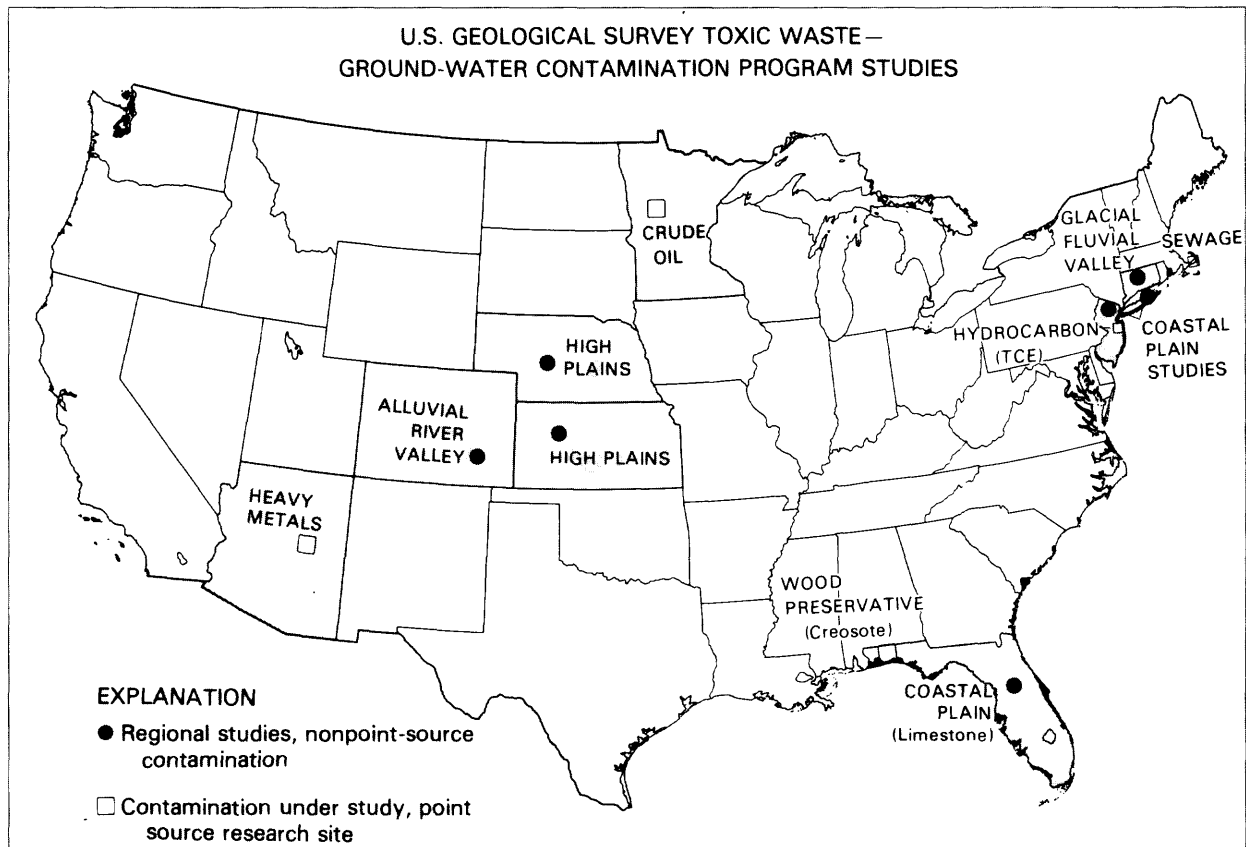 U.S. GEOLOGICAL SURVEY TOXIC WASTE—
GROUND-WATER CONTAMINATION PROGRAM STUDIES
CRUDE
OIL
GLACIAL
FLUVIAL
VALLEY
SEWAGE
HYDROCARBON
(TCE)
COASTAL
PLAIN
STUDIES
HIGH
PLAINS
ALLUVIAL
RIVER
VALLEY
HIGH PLAINS
HEAVY
METALS
WOOD
PRESERVATIVE
(Creosote)
COASTAL
PLAIN
(Limestone)
EXPLANATION
Regional studies, nonpoint-source
contamination
Contamination under study, point
source research site